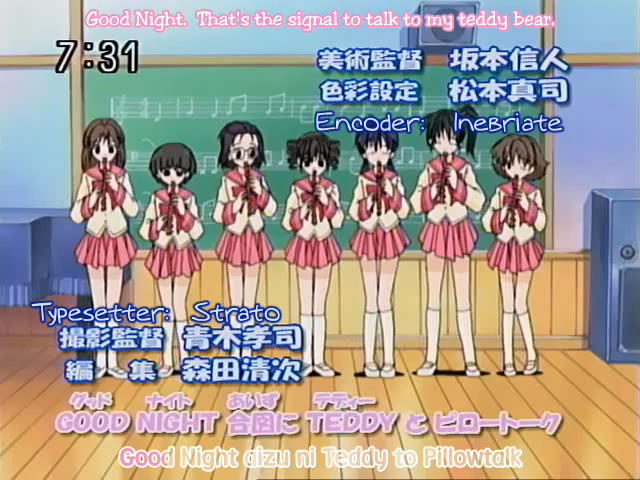 Good Night. That's the signal to talk to my teddy bear.
7:31
美術監督 坂本信人
色彩設定 松本真司
Encoder: Inebriate
Typesetter: Strato
撮影監督 青木孝司
編 集 森田清次
グッド ナイト あいず テディー
GOOD NIGHT 合図に TEDDY と ピロートーク
Good Night aizu ni Teddy to Pillowtalk